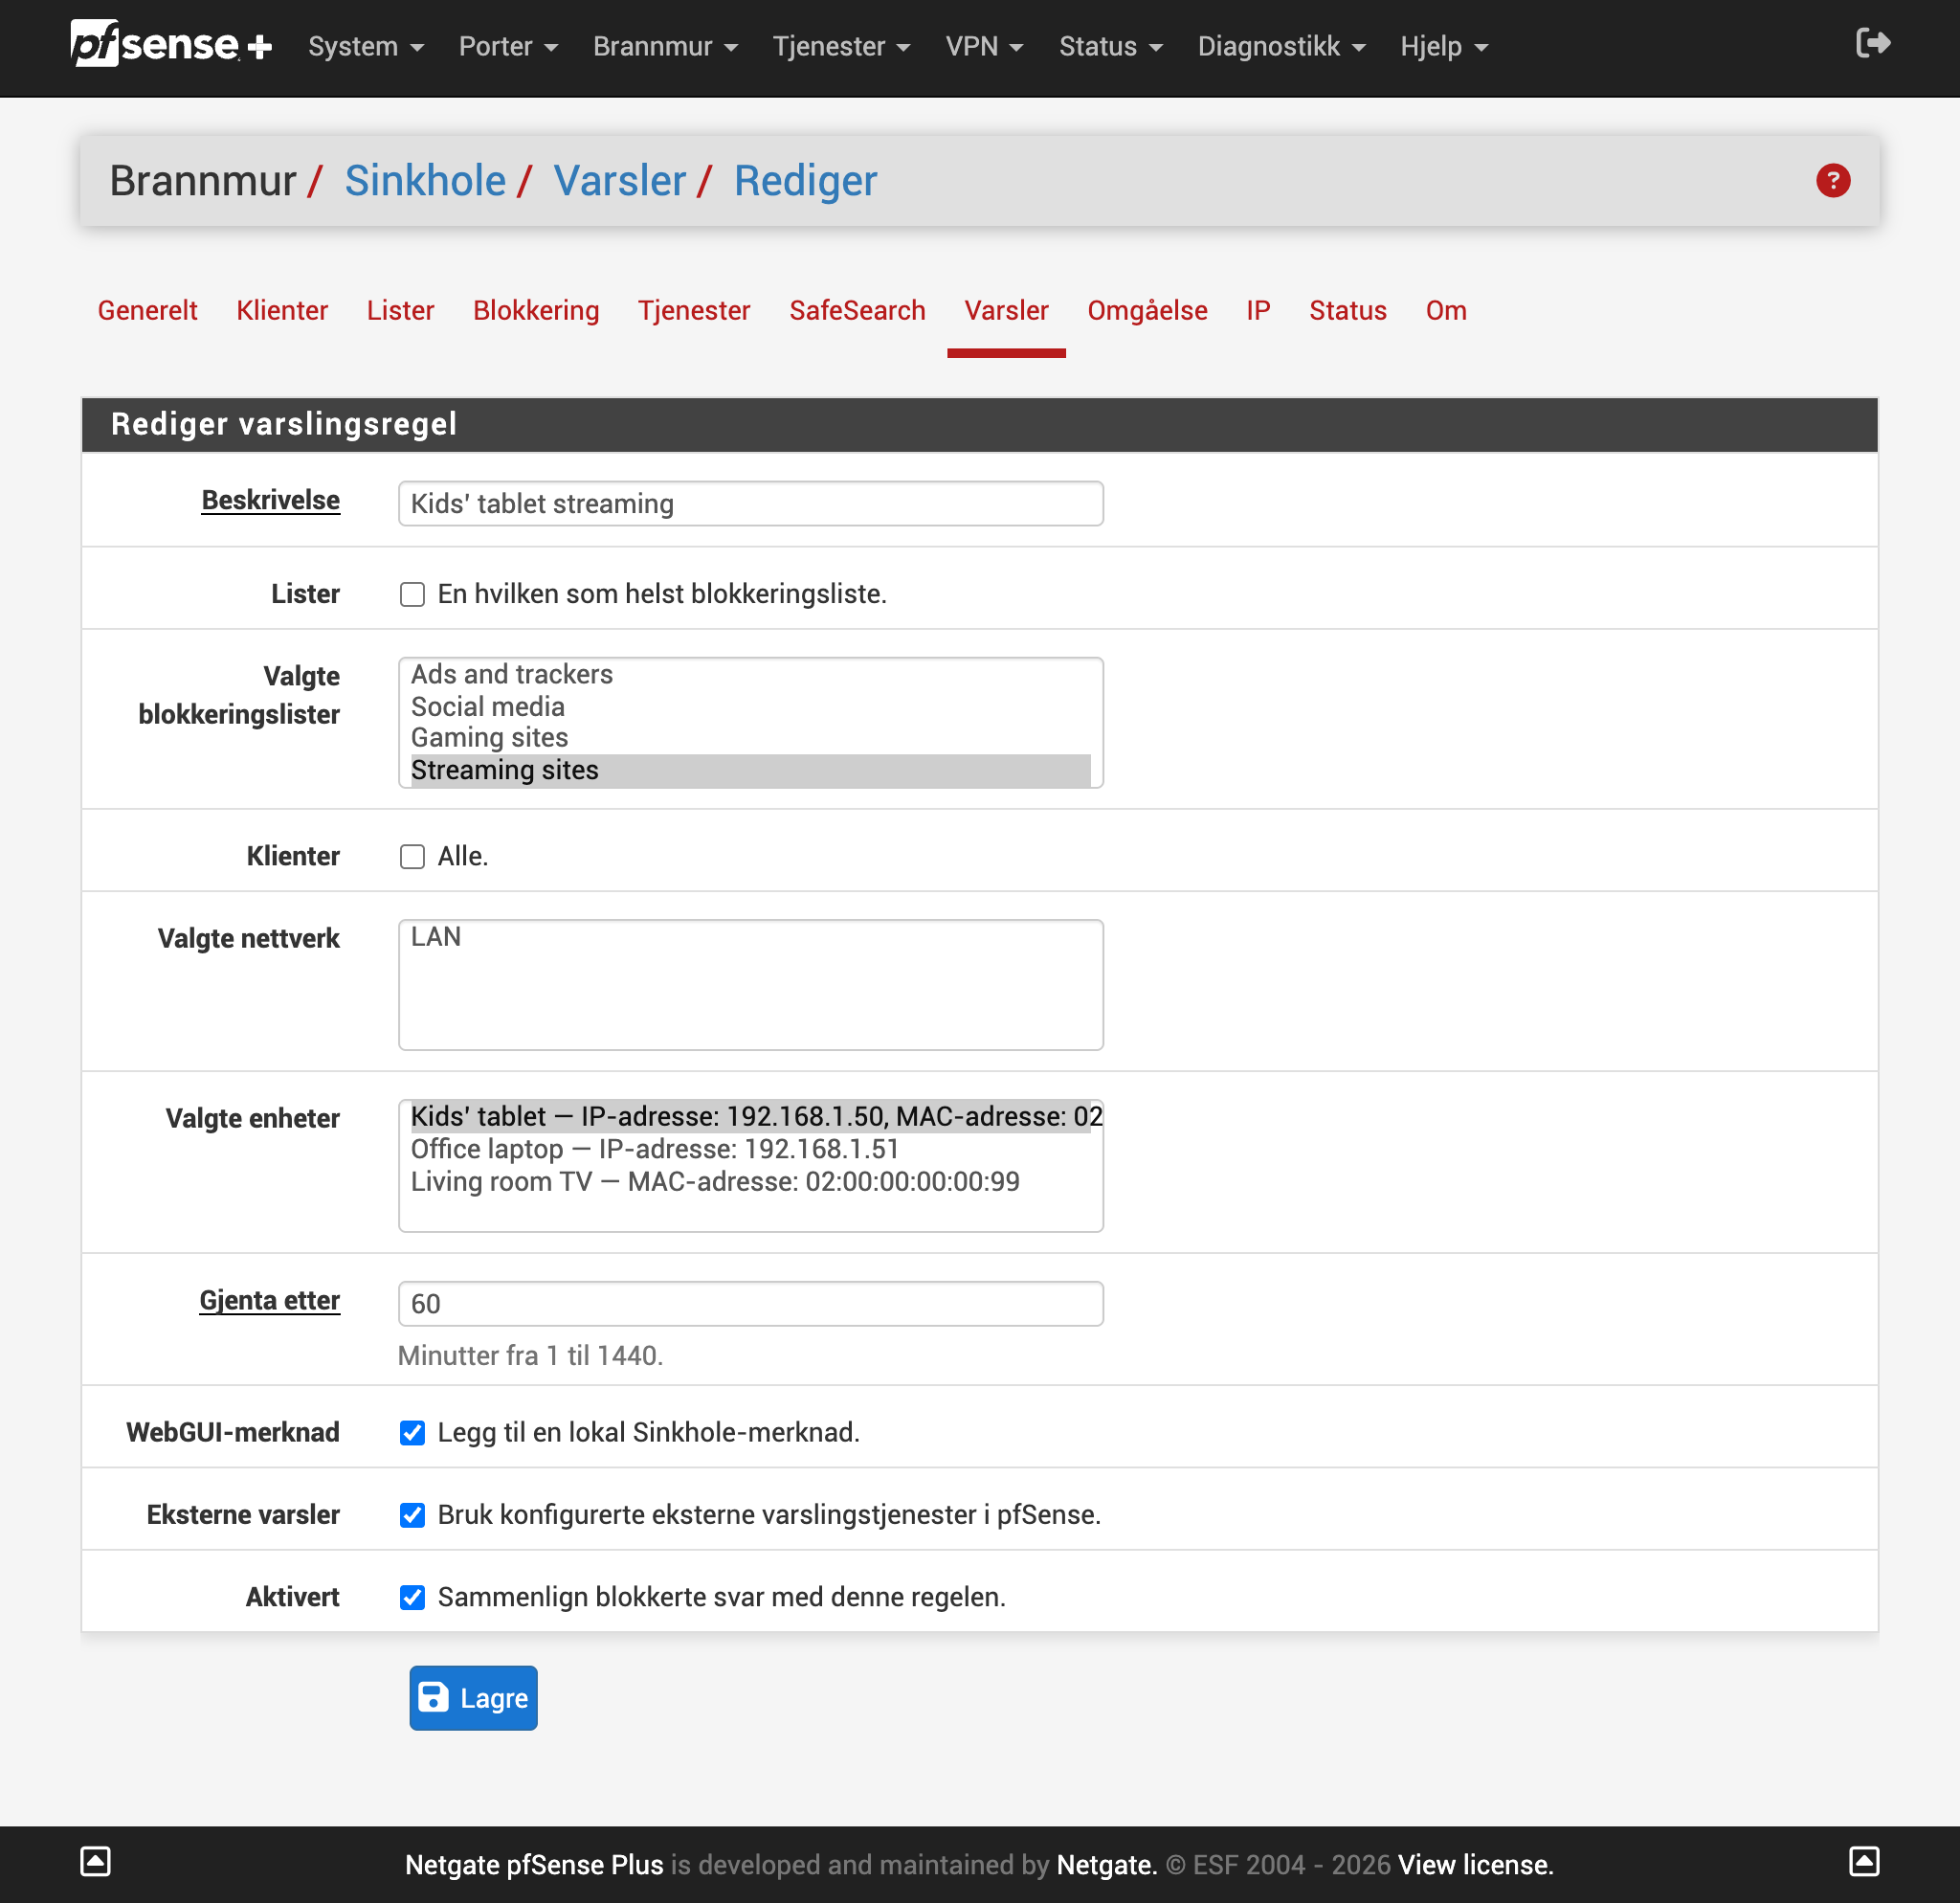 pfsense +
System Porter Brannmur Tjenester VPN Status Diagnostikk Hjelp
Brannmur / Sinkhole / Varsler / Rediger
?
Generelt Klienter Lister Blokkering Tjenester SafeSearch Varsler Omgåelse IP Status Om
Rediger varslingsregel
Beskrivelse Kids' tablet streaming
Lister En hvilken som helst blokkeringsliste.
Valgte blokkeringslister
Ads and trackers
Social media
Gaming sites
Streaming sites
Klienter Alle.
Valgte nettverk LAN
Valgte enheter Kids' tablet — IP-adresse: 192.168.1.50, MAC-adresse: 02
Office laptop — IP-adresse: 192.168.1.51
Living room TV — MAC-adresse: 02:00:00:00:00:99
Gjenta etter 60
Minutter fra 1 til 1440.
WebGUI-merknad Legg til en lokal Sinkhole-merknad.
Eksterne varsler Bruk konfigurerte eksterne varslingstjenester i pfSense.
Aktivert Sammenlign blokkerte svar med denne regelen.
Lagre
Netgate pfSense Plus is developed and maintained by Netgate. © ESF 2004 - 2026 View license.